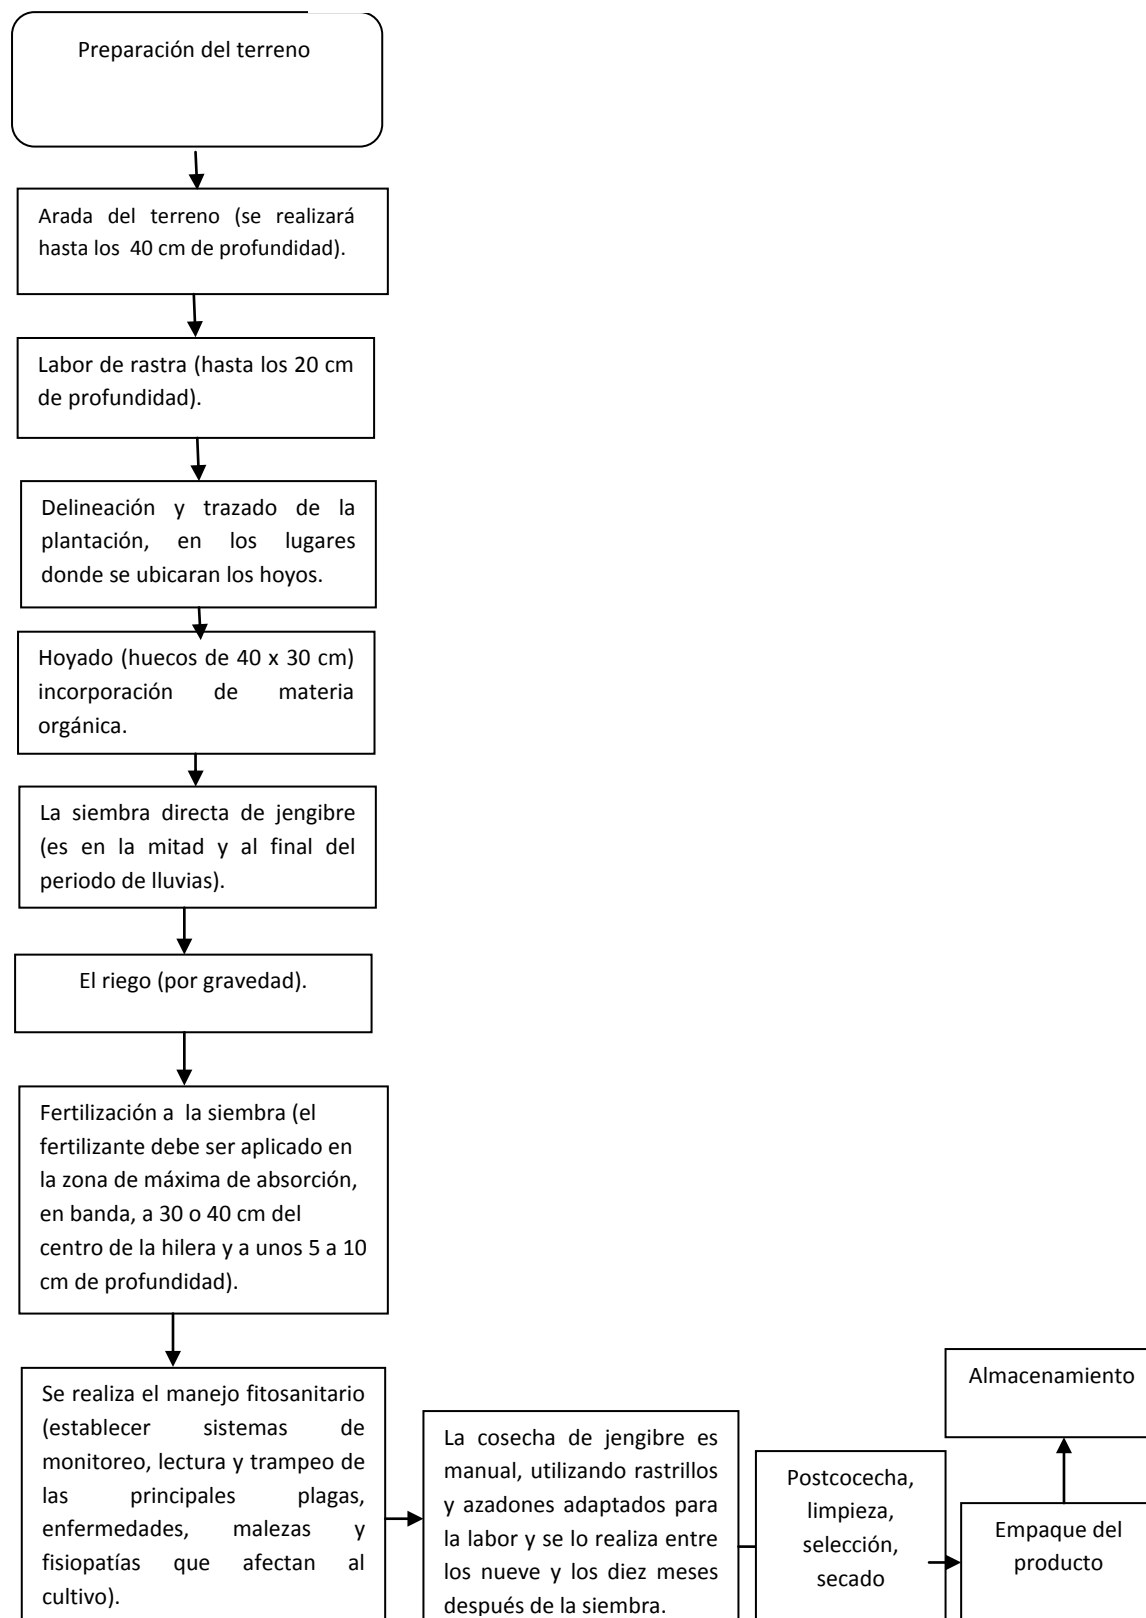 Preparación del terreno
Arada del terreno (se realizará
hasta los 40 cm de profundidad).
Labor de rastra (hasta los 20 cm
de profundidad).
Delineación y trazado de la
plantación, en los lugares
donde se ubicaran los hoyos.
Hoyado (huecos de 40 x 30 cm)
incorporación de materia
orgánica.
La siembra directa de jengibre
(es en la mitad y al final del
periodo de lluvias).
El riego (por gravedad).
Fertilización a la siembra (el
fertilizante debe ser aplicado en
la zona de máxima de absorción,
en banda, a 30 o 40 cm del
centro de la hilera y a unos 5 a 10
cm de profundidad).
Se realiza el manejo fitosanitario
(establecer sistemas de
monitoreo, lectura y trampeo de
las principales plagas,
enfermedades, malezas y
fisiopatías que afectan al
cultivo).
La cosecha de jengibre es
manual, utilizando rastrillos
y azadones adaptados para
la labor y se lo realiza entre
los nueve y los diez meses
después de la siembra.
Postcocecha,
limpieza,
selección,
secado
Empaque del
producto
Almacenamiento